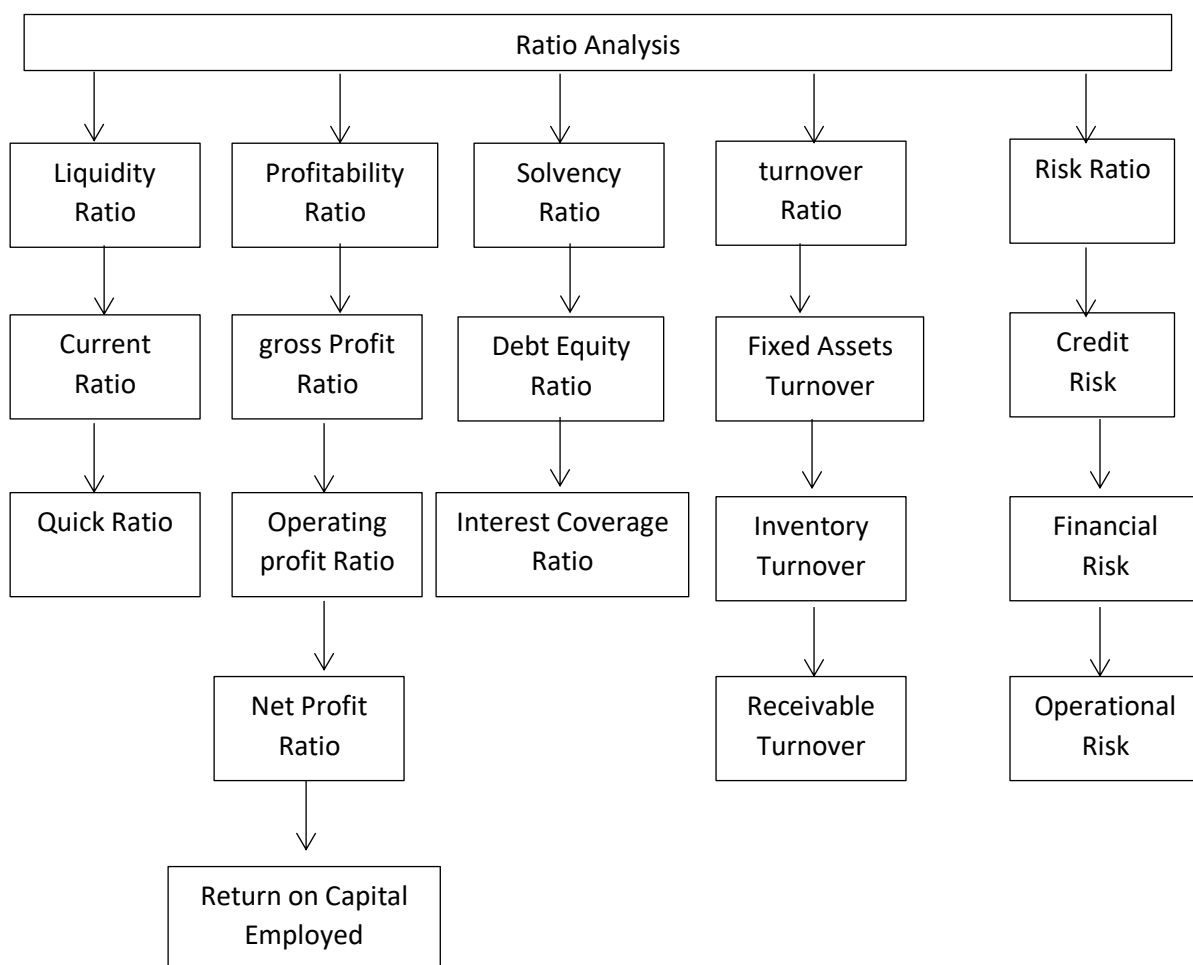 Ratio Analysis
Liquidity
Ratio
Profitability
Ratio
Solvency
Ratio
turnover
Ratio
Risk Ratio
Current
Ratio
gross Profit
Ratio
Debt Equity
Ratio
Fixed Assets
Turnover
Credit
Risk
Quick Ratio
Operating
profit Ratio
Interest Coverage
Ratio
Inventory
Turnover
Financial
Risk
Net Profit
Ratio
Receivable
Turnover
Operational
Risk
Return on Capital
Employed